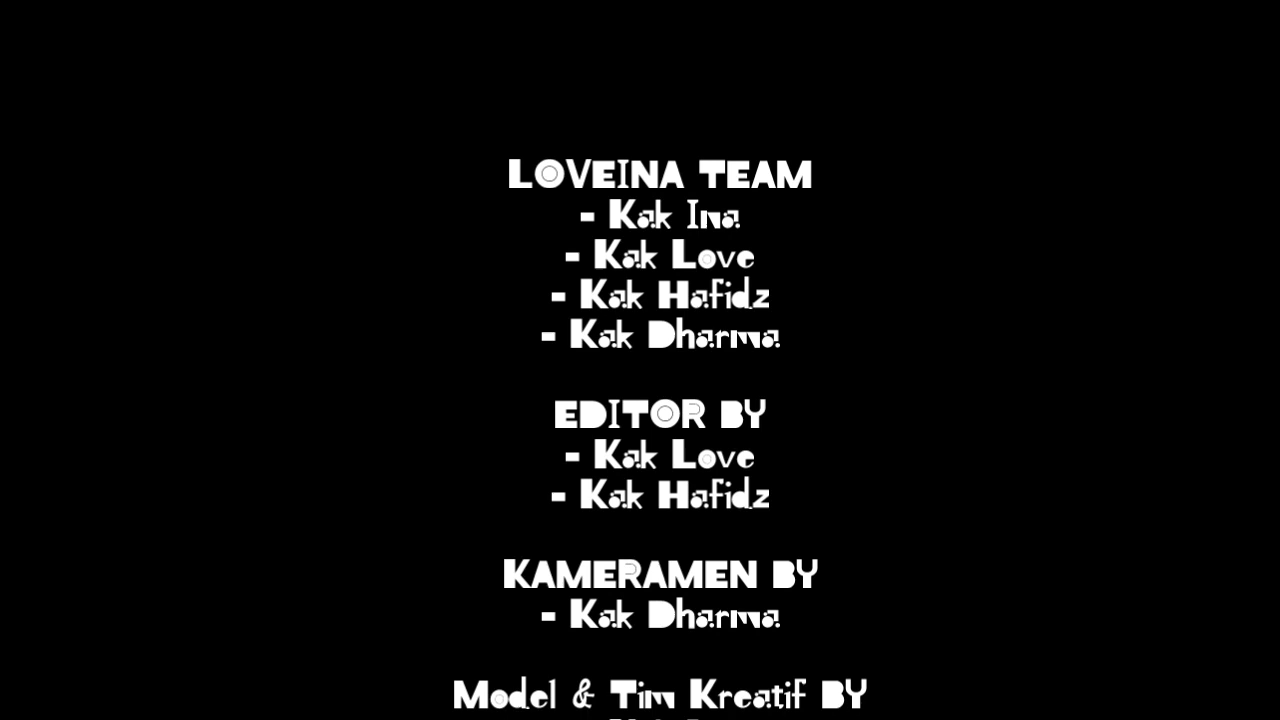 LOVEINA TEAM
- Kak Ina
- Kak Love
- Kak Hafidz
- Kak Dharma
EDITOR BY
- Kak Love
- Kak Hafidz
KAMERAMEN BY
- Kak Dharma
Model & Tim Kreatif BY